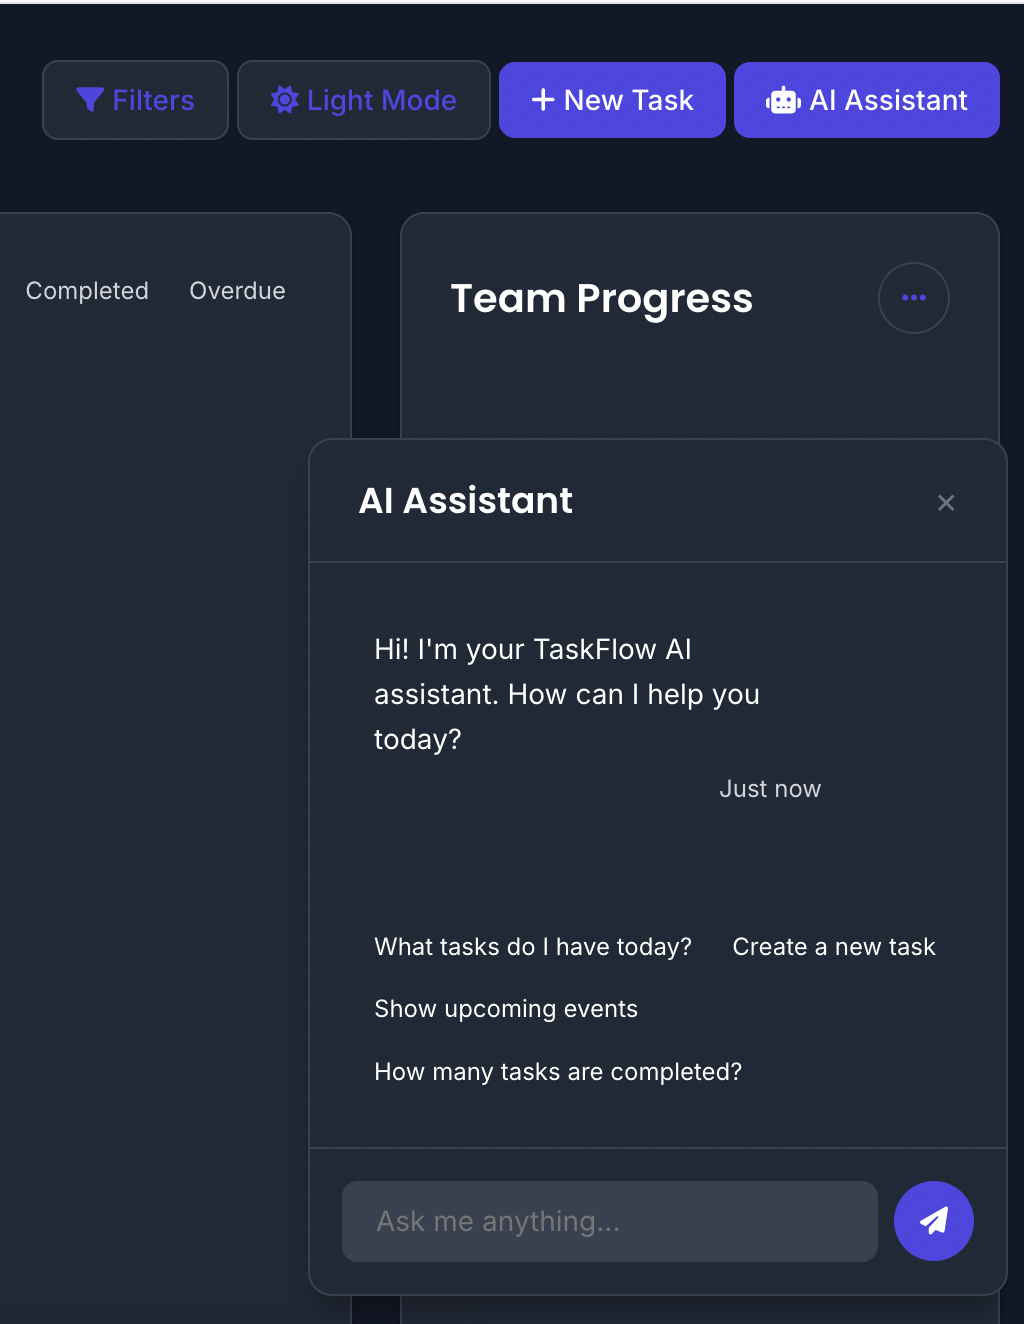 Filters Light Mode + New Task AI Assistant
Completed Overdue
Team Progress
AI Assistant
Hi! I'm your TaskFlow AI
assistant. How can I help you
today?
Just now
What tasks do I have today? Create a new task
Show upcoming events
How many tasks are completed?
Ask me anything...